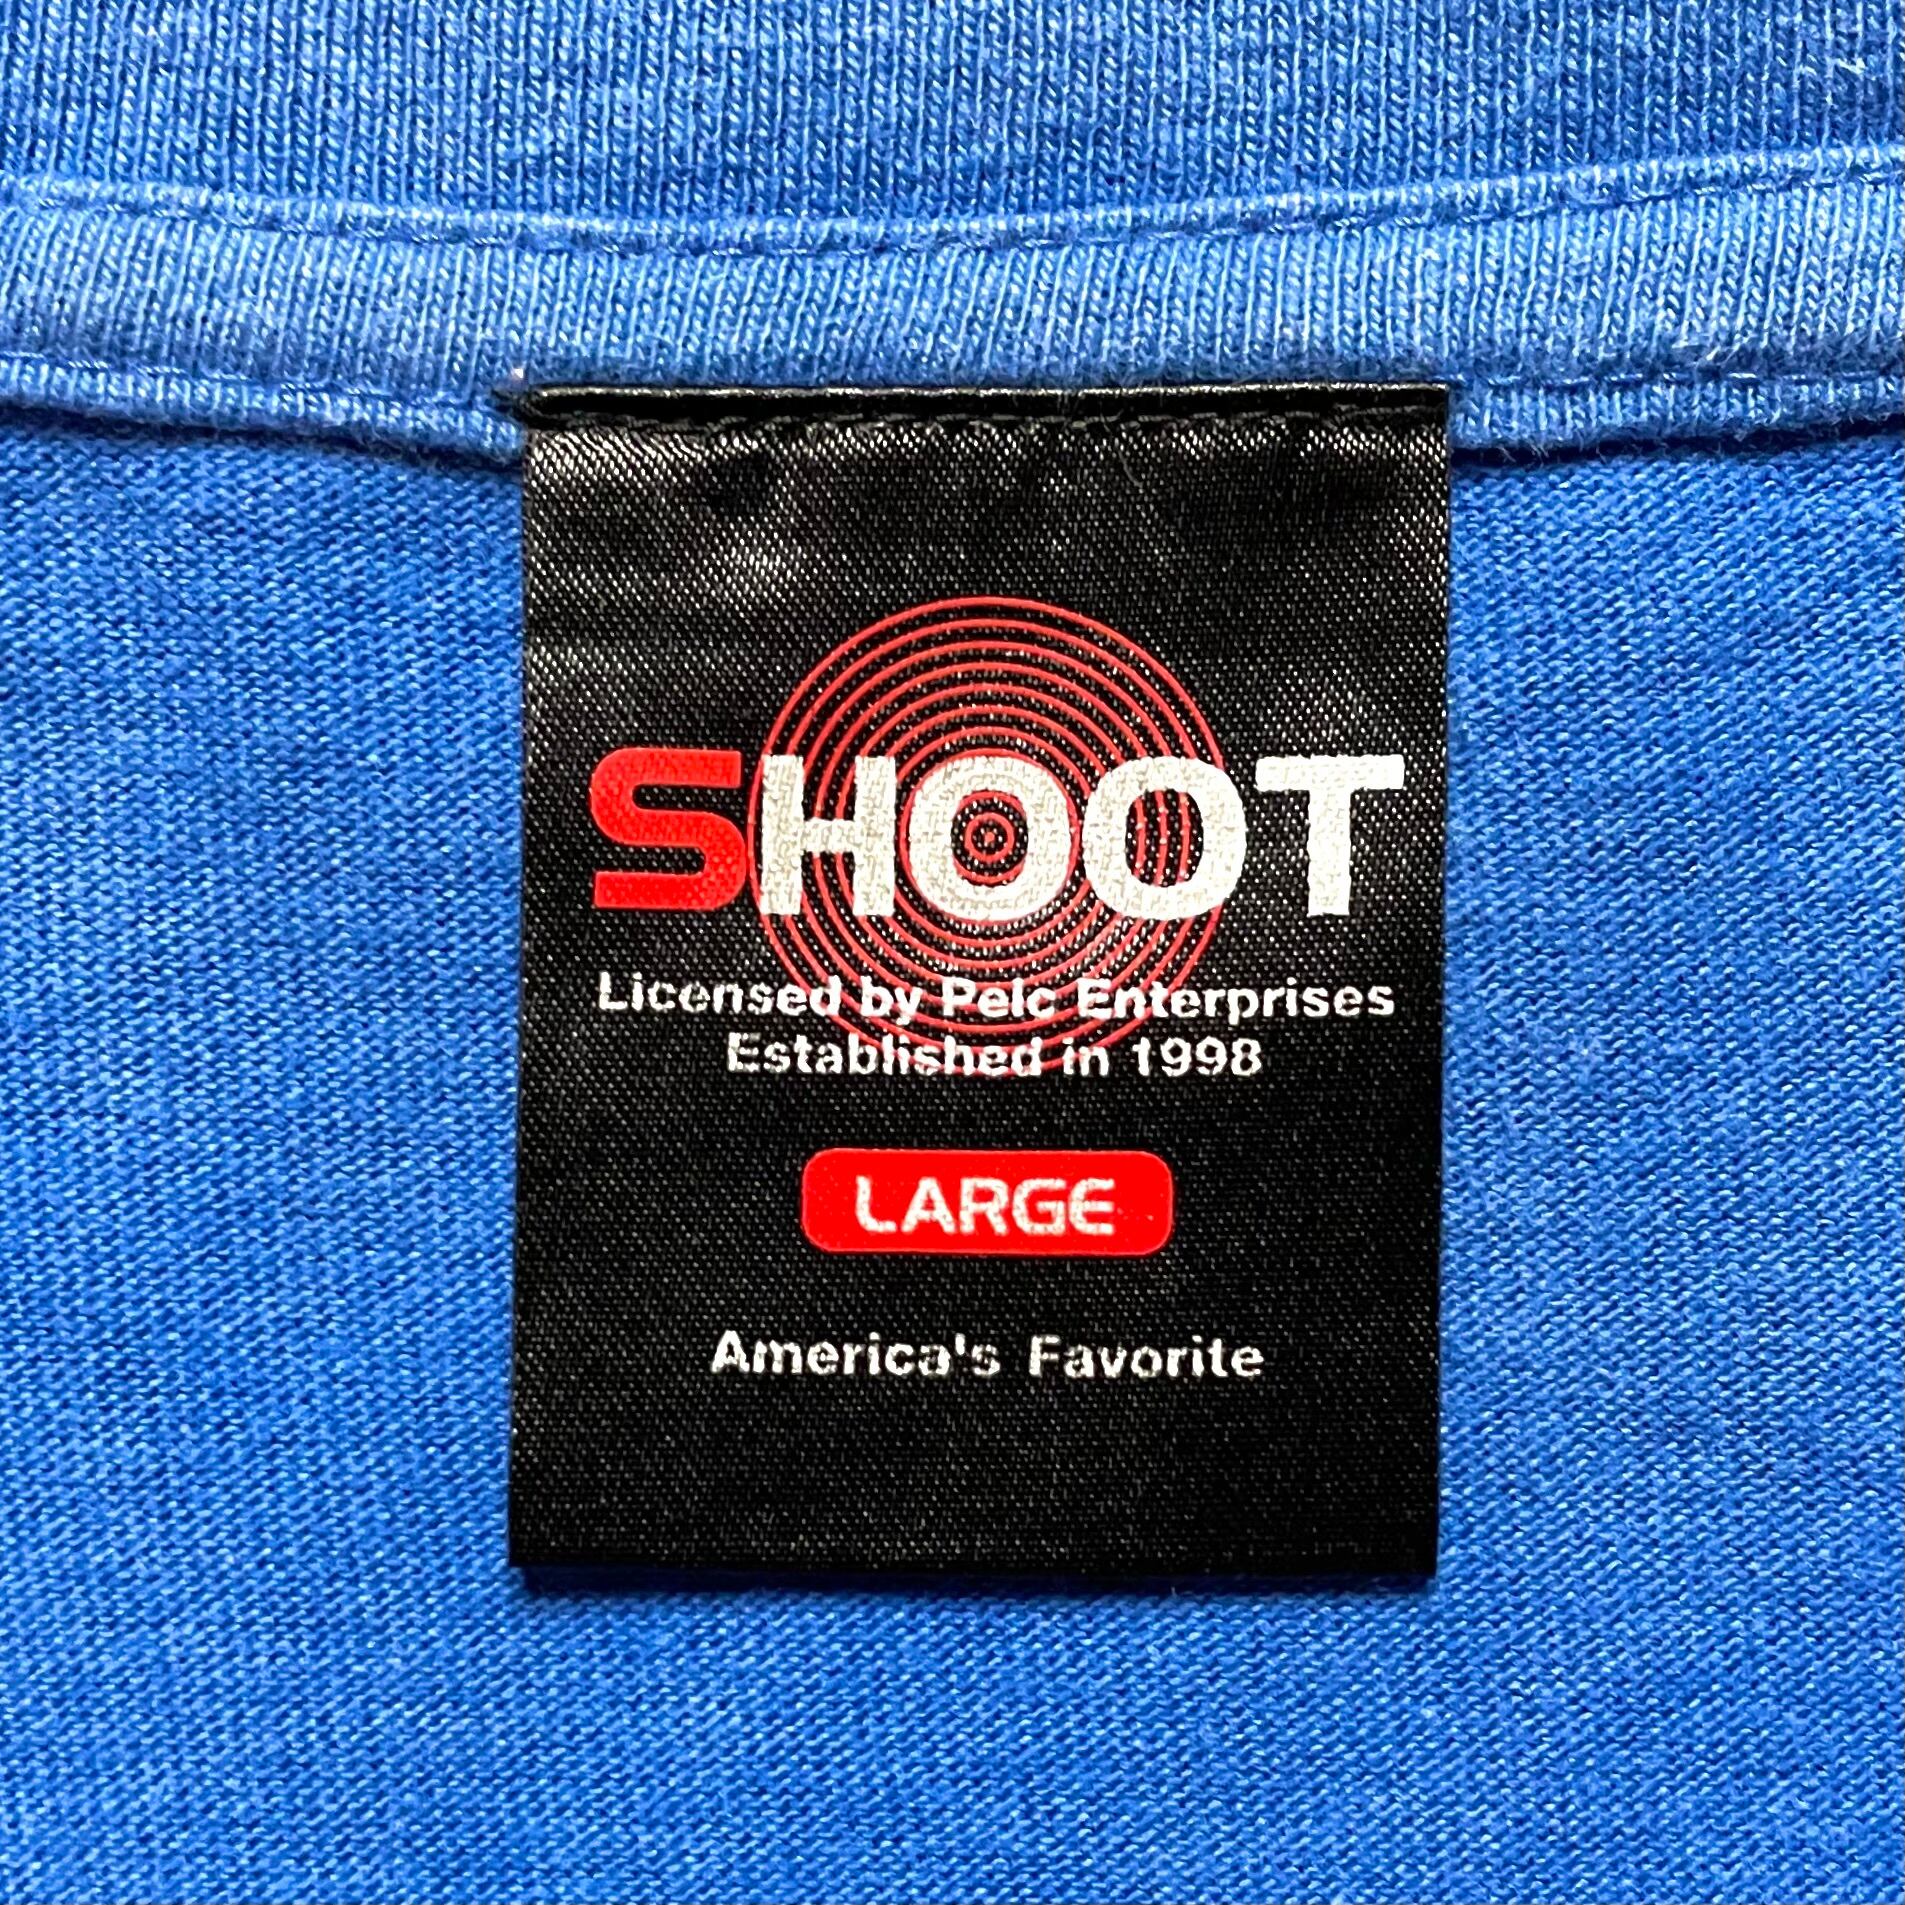 SHOOT
Licensed by Pelc Enterprises
Established in 1998
LARGE
America's Favorite